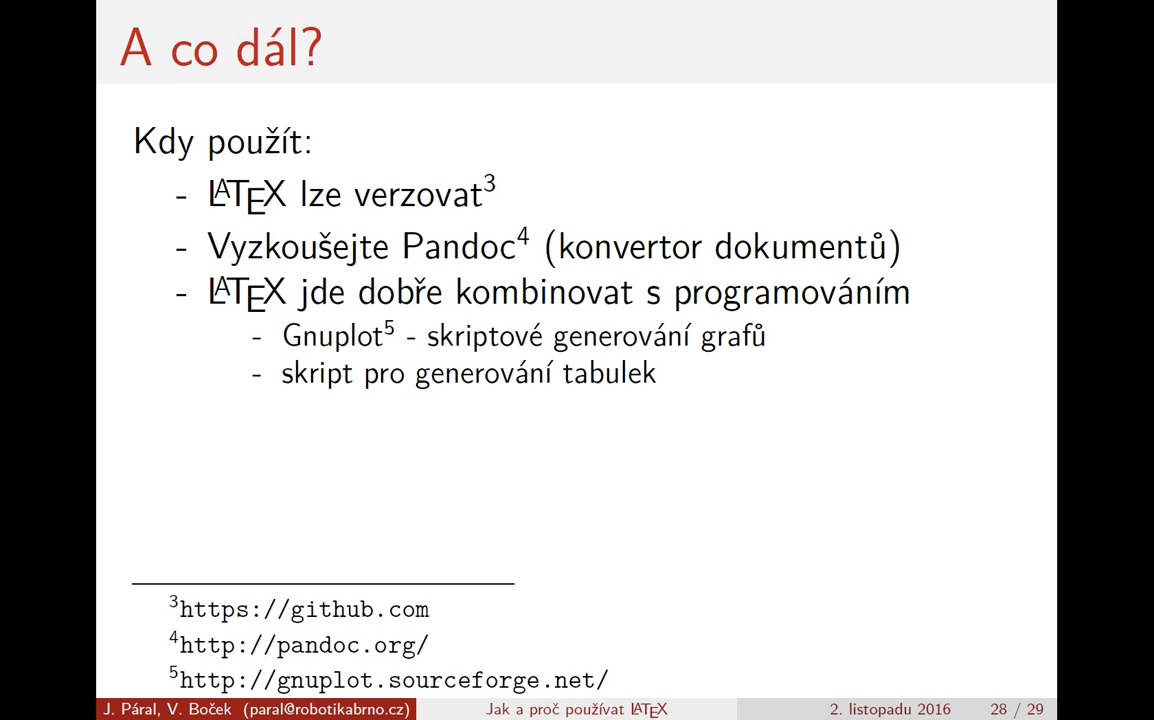 A co dál?
Kdy použít:
- LATEX lze verzovat3
- Vyzkoušejte Pandoc4 (konvertor dokumentů)
- LATEX jde dobře kombinovat s programováním
- Gnuplot5 - skriptové generování grafů
- skript pro generování tabulek
3https://github.com
4http://pandoc.org/
5http://gnuplot.sourceforge.net/
J. Páral, V. Boček (paral@robotikabrno.cz) Jak a proč používat LATEX 2. listopadu 2016 28 / 29